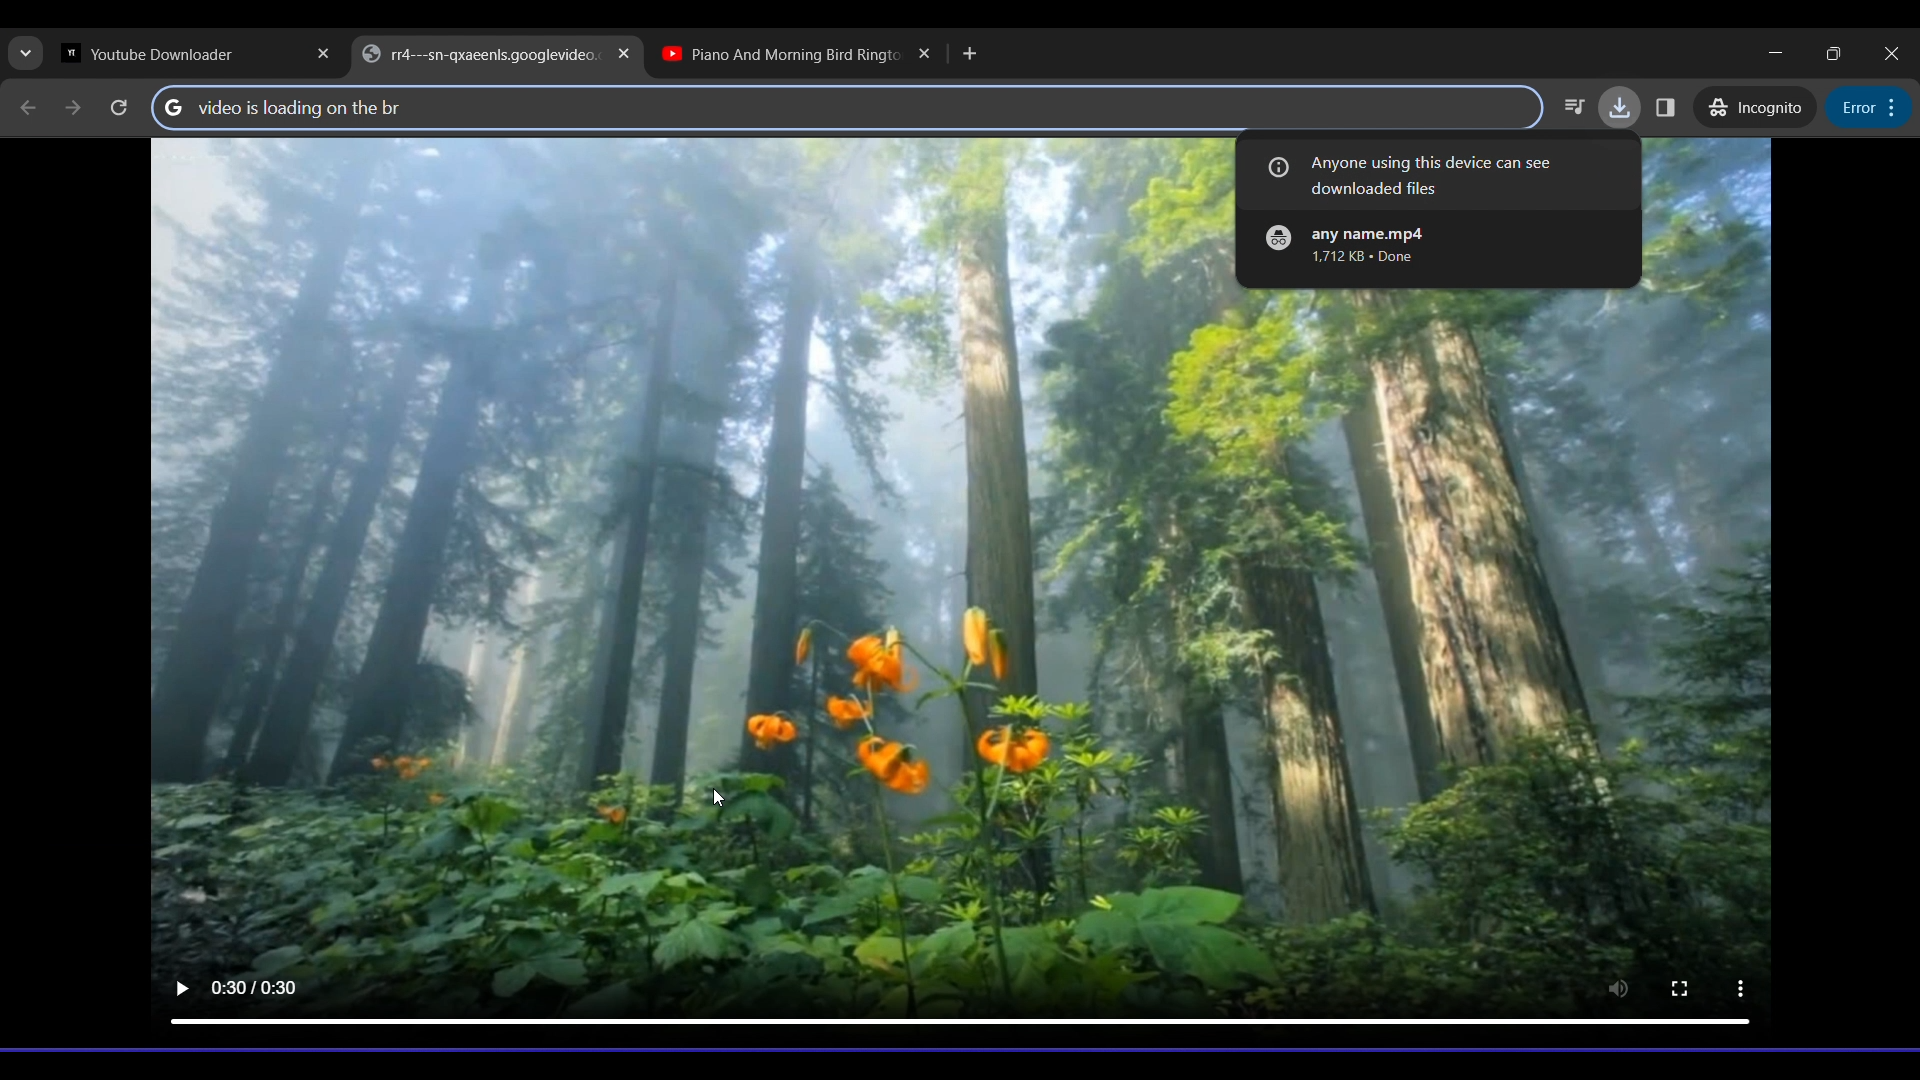 YT Youtube Downloader
rr4---sn-qxaeenls.googlevideo.c
Piano And Morning Bird Ringto
video is loading on the br
Incognito
Error
Anyone using this device can see
downloaded files
any name.mp4
1,712 KB • Done
0:30 / 0:30